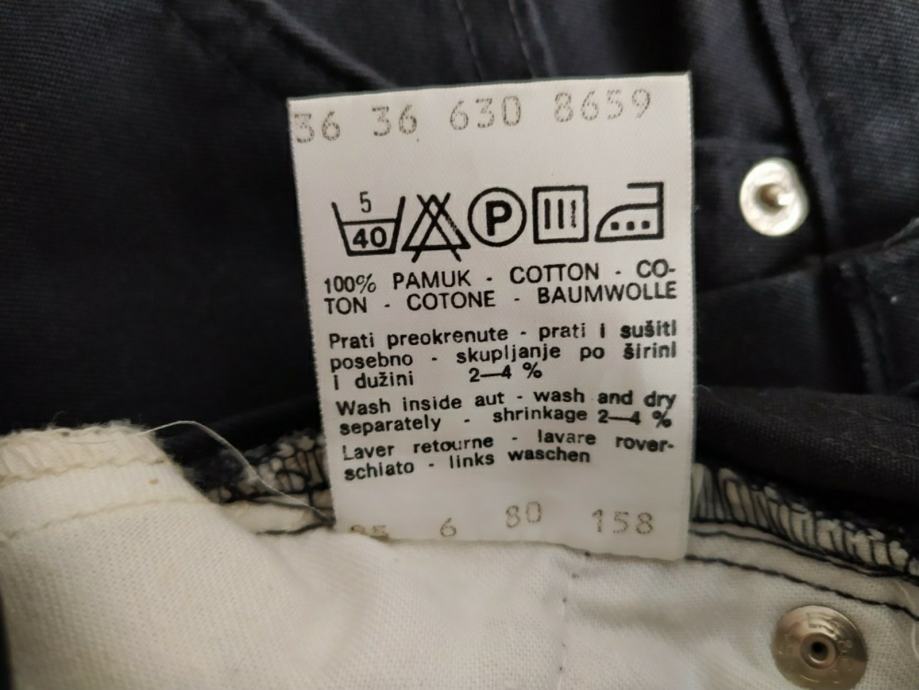 36 36 630 8659
5
40
P
100% PAMUK - COTTON - CO-
TON - COTONE - BAUMWOLLE
Prati preokrenute - prati i sušiti
posebno - skupljanje po širini
i dužini 2—4 %
Wash inside aut - wash and dry
separately - shrinkage 2—4 %
Laver retourne - lavare rover-
schiato - links waschen
6 80 158